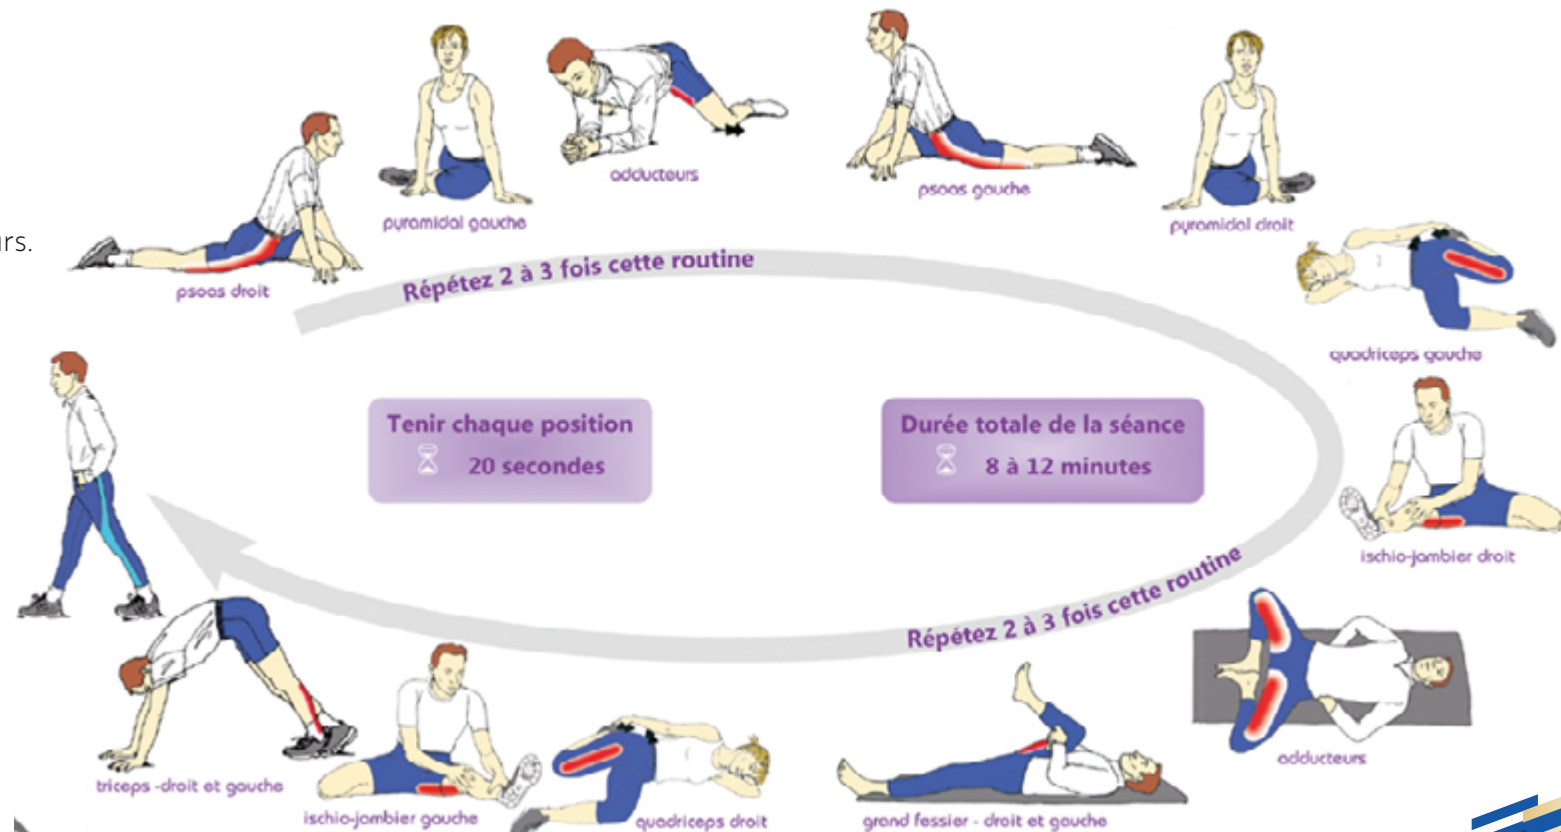 urs.
psoas droit
pyramidal gauche
adducteurs
psoas gauche
pyramidal droit
quadriceps gauche
ischio-jambier droit
adducteurs
grand fessier - droit et gauche
quadriceps droit
ischio-jambier gauche
triceps -droit et gauche
Répétez 2 à 3 fois cette routine
Tenir chaque position
20 secondes
Durée totale de la séance
8 à 12 minutes
Répétez 2 à 3 fois cette routine